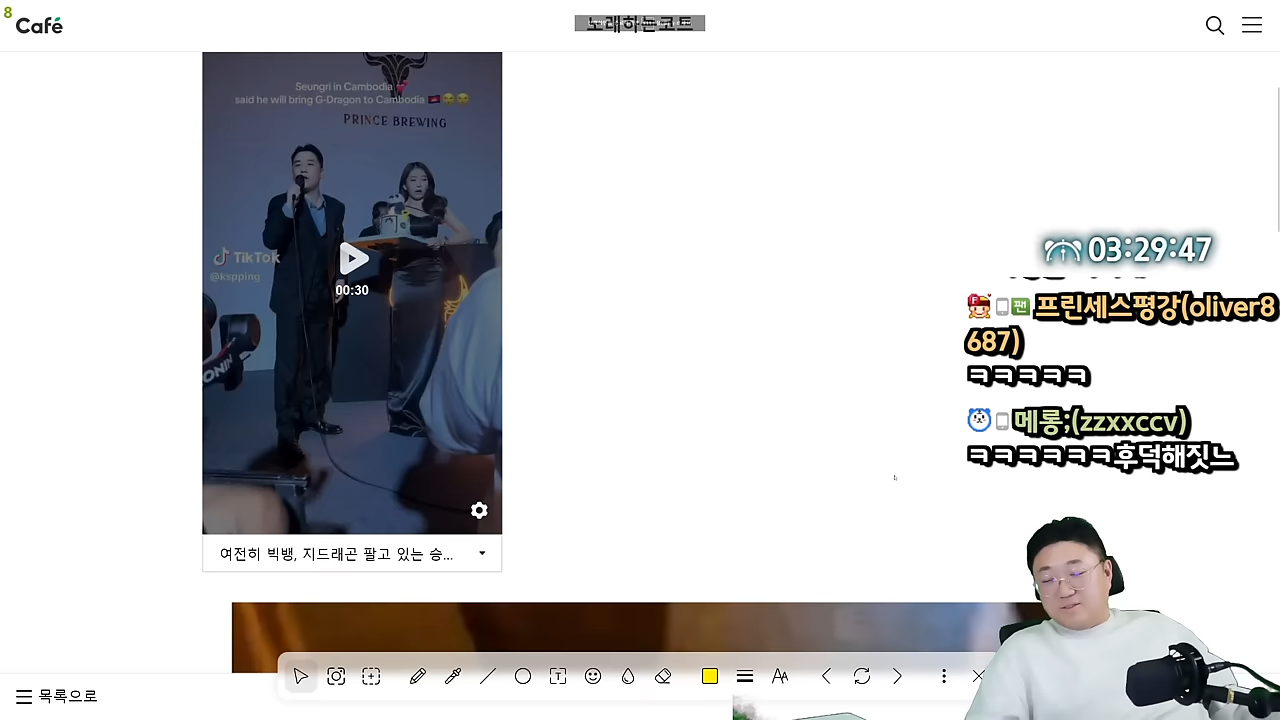 8
Café
노래하는코트
Seungri in Cambodia
said he will bring G-Dragon to Cambodia
PRINCE BREWING
TikTok
@kspping
00:30
여전히 빅뱅, 지드래곤 팔고 있는 승...
03:29:47
F 팬 프린세스평강(oliver8
687)
ㅋㅋㅋㅋㅋ
메롱;(zzxxccv)
ㅋㅋㅋㅋㅋㅋ후덕해짓느
목록으로